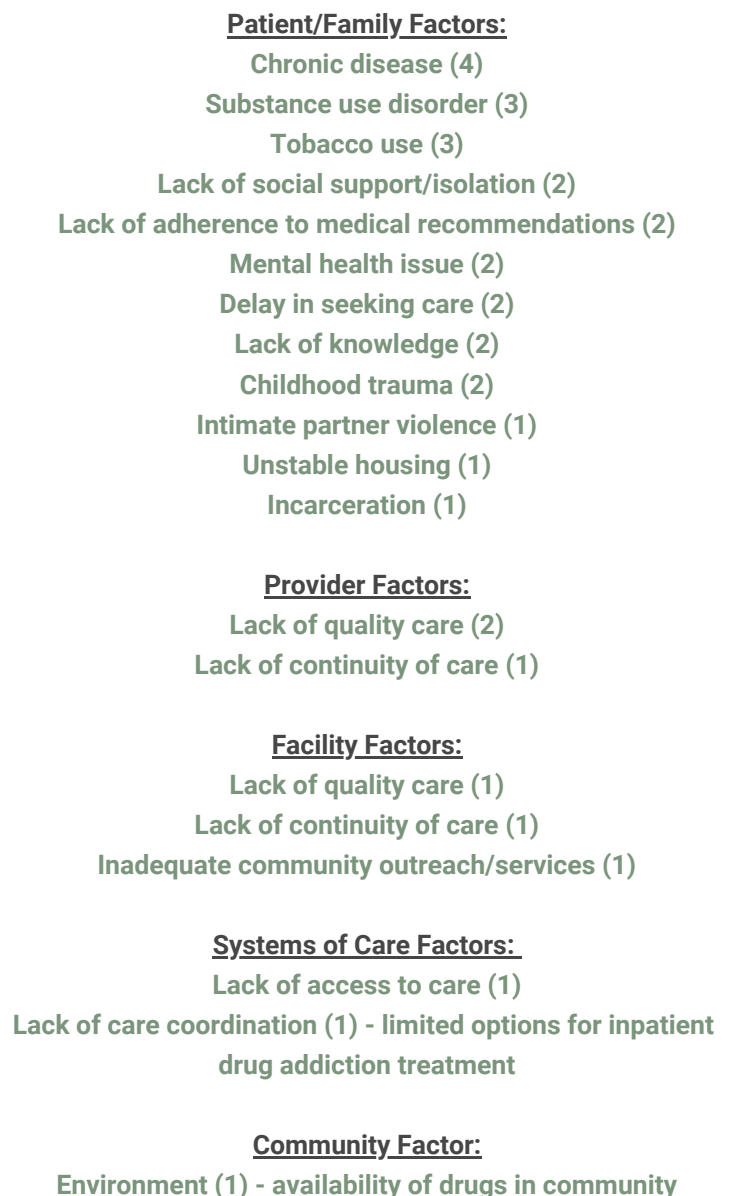 Patient/Family Factors:
Chronic disease (4)
Substance use disorder (3)
Tobacco use (3)
Lack of social support/isolation (2)
Lack of adherence to medical recommendations (2)
Mental health issue (2)
Delay in seeking care (2)
Lack of knowledge (2)
Childhood trauma (2)
Intimate partner violence (1)
Unstable housing (1)
Incarceration (1)
Provider Factors:
Lack of quality care (2)
Lack of continuity of care (1)
Facility Factors:
Lack of quality care (1)
Lack of continuity of care (1)
Inadequate community outreach/services (1)
Systems of Care Factors:
Lack of access to care (1)
Lack of care coordination (1) - limited options for inpatient
drug addiction treatment
Community Factor:
Environment (1) - availability of drugs in community